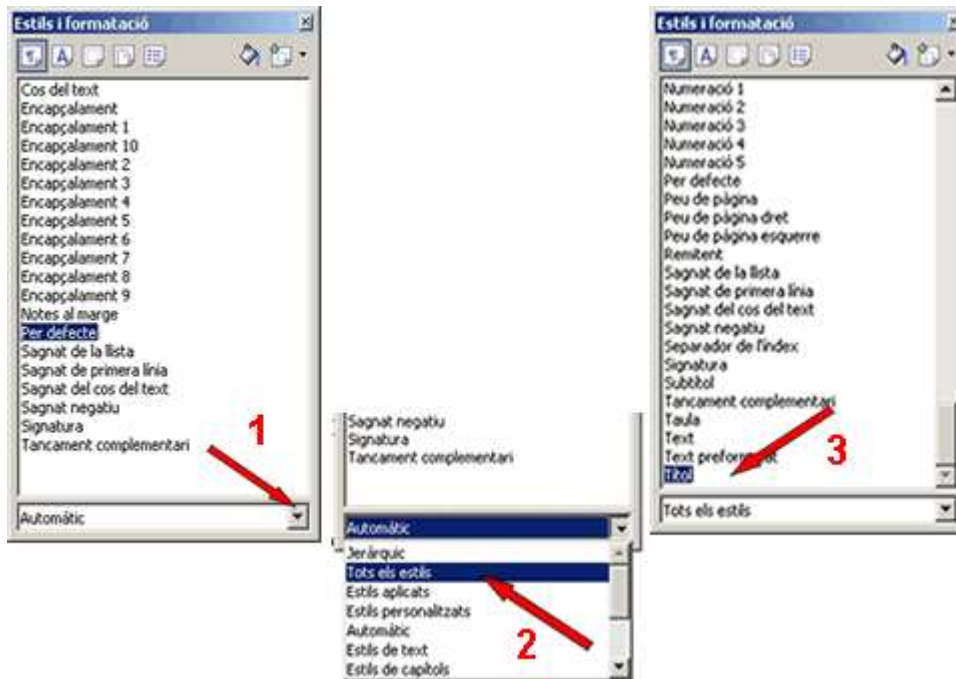 Estils i formatació
Cos del text
Encapçalament
Encapçalament 1
Encapçalament 10
Encapçalament 2
Encapçalament 3
Encapçalament 4
Encapçalament 5
Encapçalament 6
Encapçalament 7
Encapçalament 8
Encapçalament 9
Notes al marge
Per defecte
Sagnat de la llista
Sagnat de primera línia
Sagnat del cos del text
Sagnat negatiu
Signatura
Tancament complementari
1
Automátic
Sagnat negatiu
Signatura
Tancament complementari
Automátic
Jeràrquic
Tots els estils
Estils aplicats
Estils personalitzats
Automátic
Estils de text
Estils de capítols
2
Estils i formatació
Numeració 1
Numeració 2
Numeració 3
Numeració 4
Numeració 5
Per defecte
Peu de pàgina
Peu de pàgina dret
Peu de pàgina esquerre
Remitent
Sagnat de la llista
Sagnat de primera línia
Sagnat del cos del text
Sagnat negatiu
Separador de l'índex
Signatura
Subtítol
Tancament complementari
Taula
Text
Text
Títol
3
Tots els estils